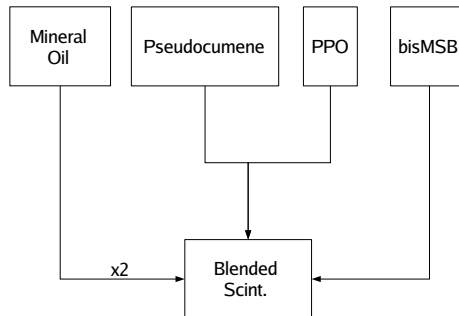 Mineral
Oil
Pseudocumene
PPO
bisMSB
x2
Blended
Scint.